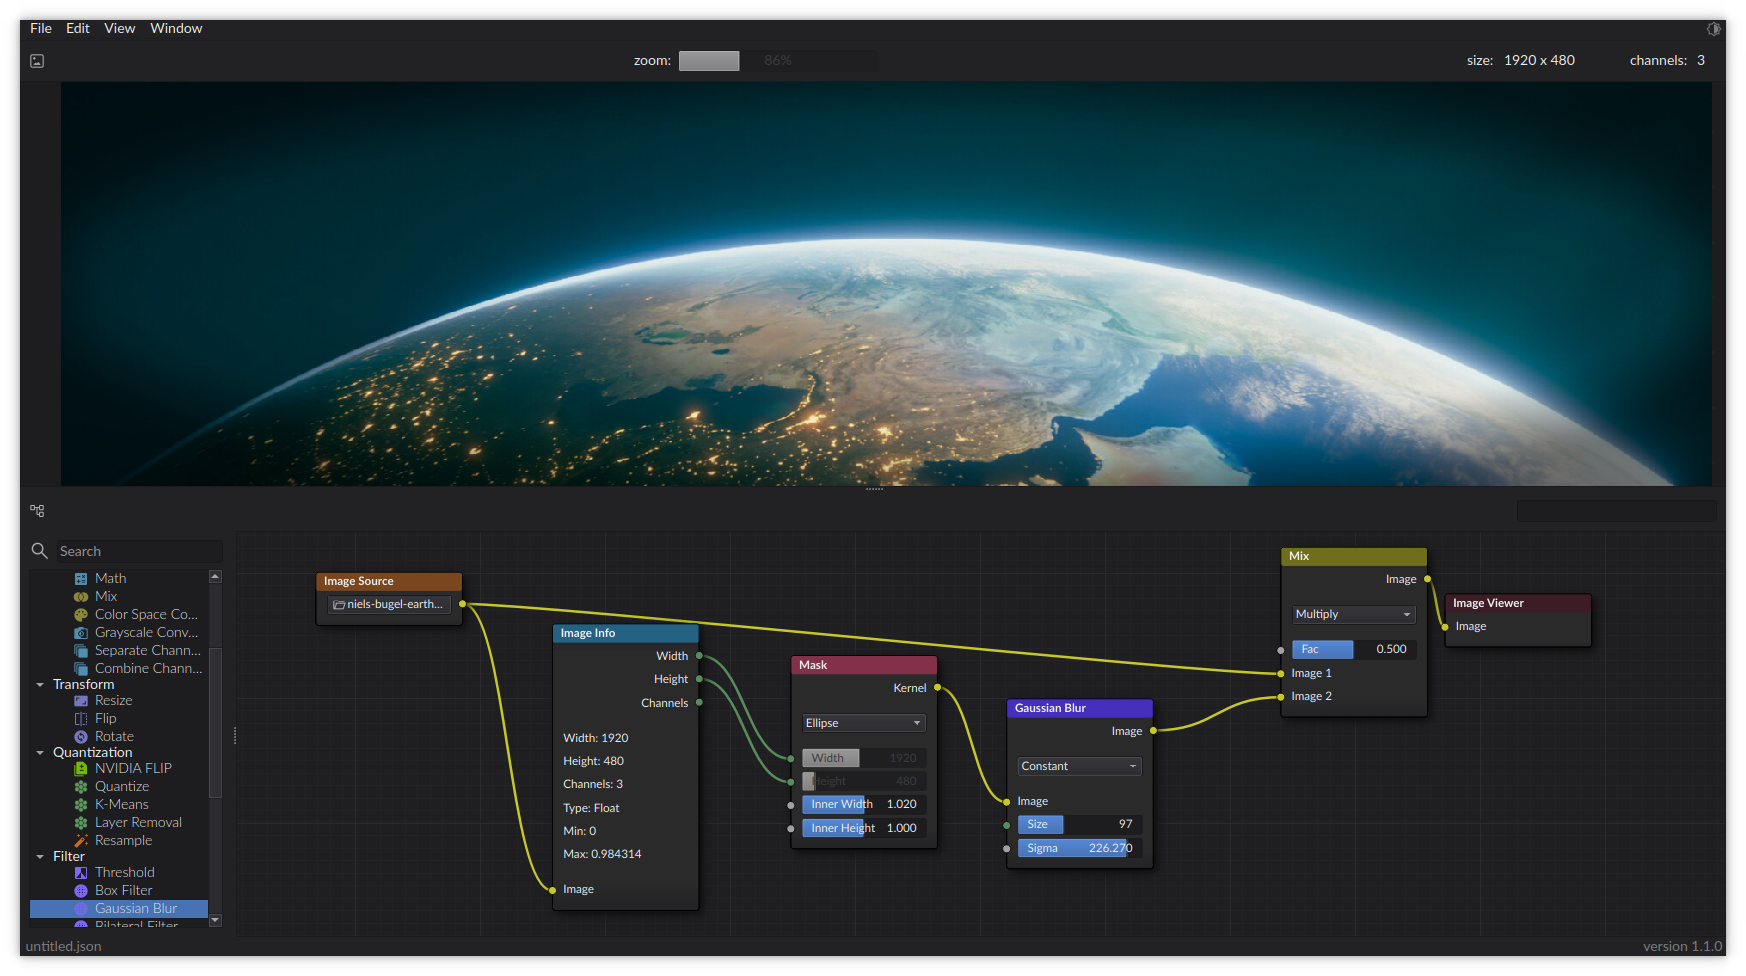 File Edit View Window
zoom: 86% size: 1920 x 480 channels: 3
Search
Math
Mix
Color Space Co...
Grayscale Conv...
Separate Chann...
Combine Chann...
Transform
Resize
Flip
Rotate
Quantization
NVIDIA FLIP
Quantize
K-Means
Layer Removal
Resample
Filter
Threshold
Box Filter
Gaussian Blur
Bilateral Filter
Image Source
niels-bugel-earth...
Image Info
Width
Height
Channels
Width: 1920
Height: 480
Channels: 3
Type: Float
Min: 0
Max: 0.984314
Image
Mask
Kernel
Ellipse
Width 1920
Height 480
Inner Width 1.020
Inner Height 1.000
Gaussian Blur
Image
Constant
Image
Size 97
Sigma 226.270
Mix
Image
Multiply
Fac 0.500
Image 1
Image 2
Image Viewer
Image
untitled.json version 1.1.0